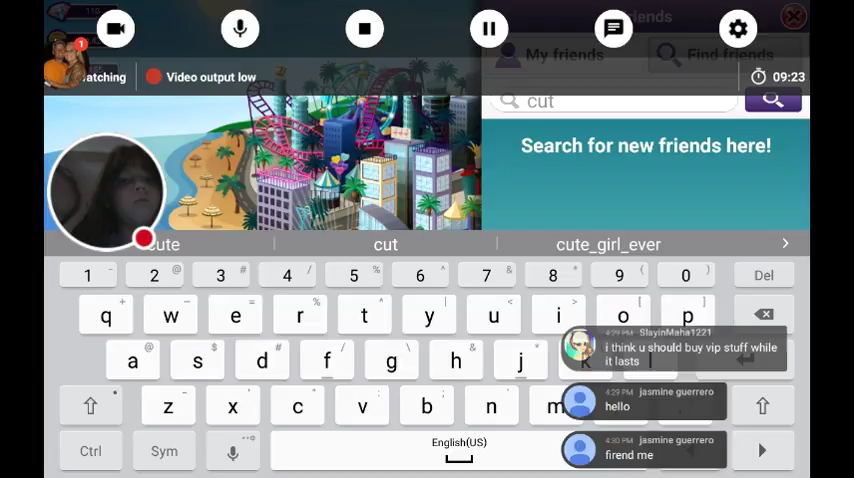 Friends
My friends
Find friends
1
atching
Video output low
09:23
cut
Search for new friends here!
cute
cut
cute_girl_ever
1 - 2 @ 3 # 4 / 5 % 6 ^ 7 & 8 * 9 ( 0 ) Del
q + w × e = r % t _ y | u < i > o [ p ]
a @ s $ d & f / g h ^ j * K l
z - x ' c " v : b ; n m
Ctrl Sym English(US)
4:29 PM SlayinMaha1221
i think u should buy vip stuff while
it lasts
4:29 PM jasmine guerrero
hello
4:30 PM jasmine guerrero
firend me